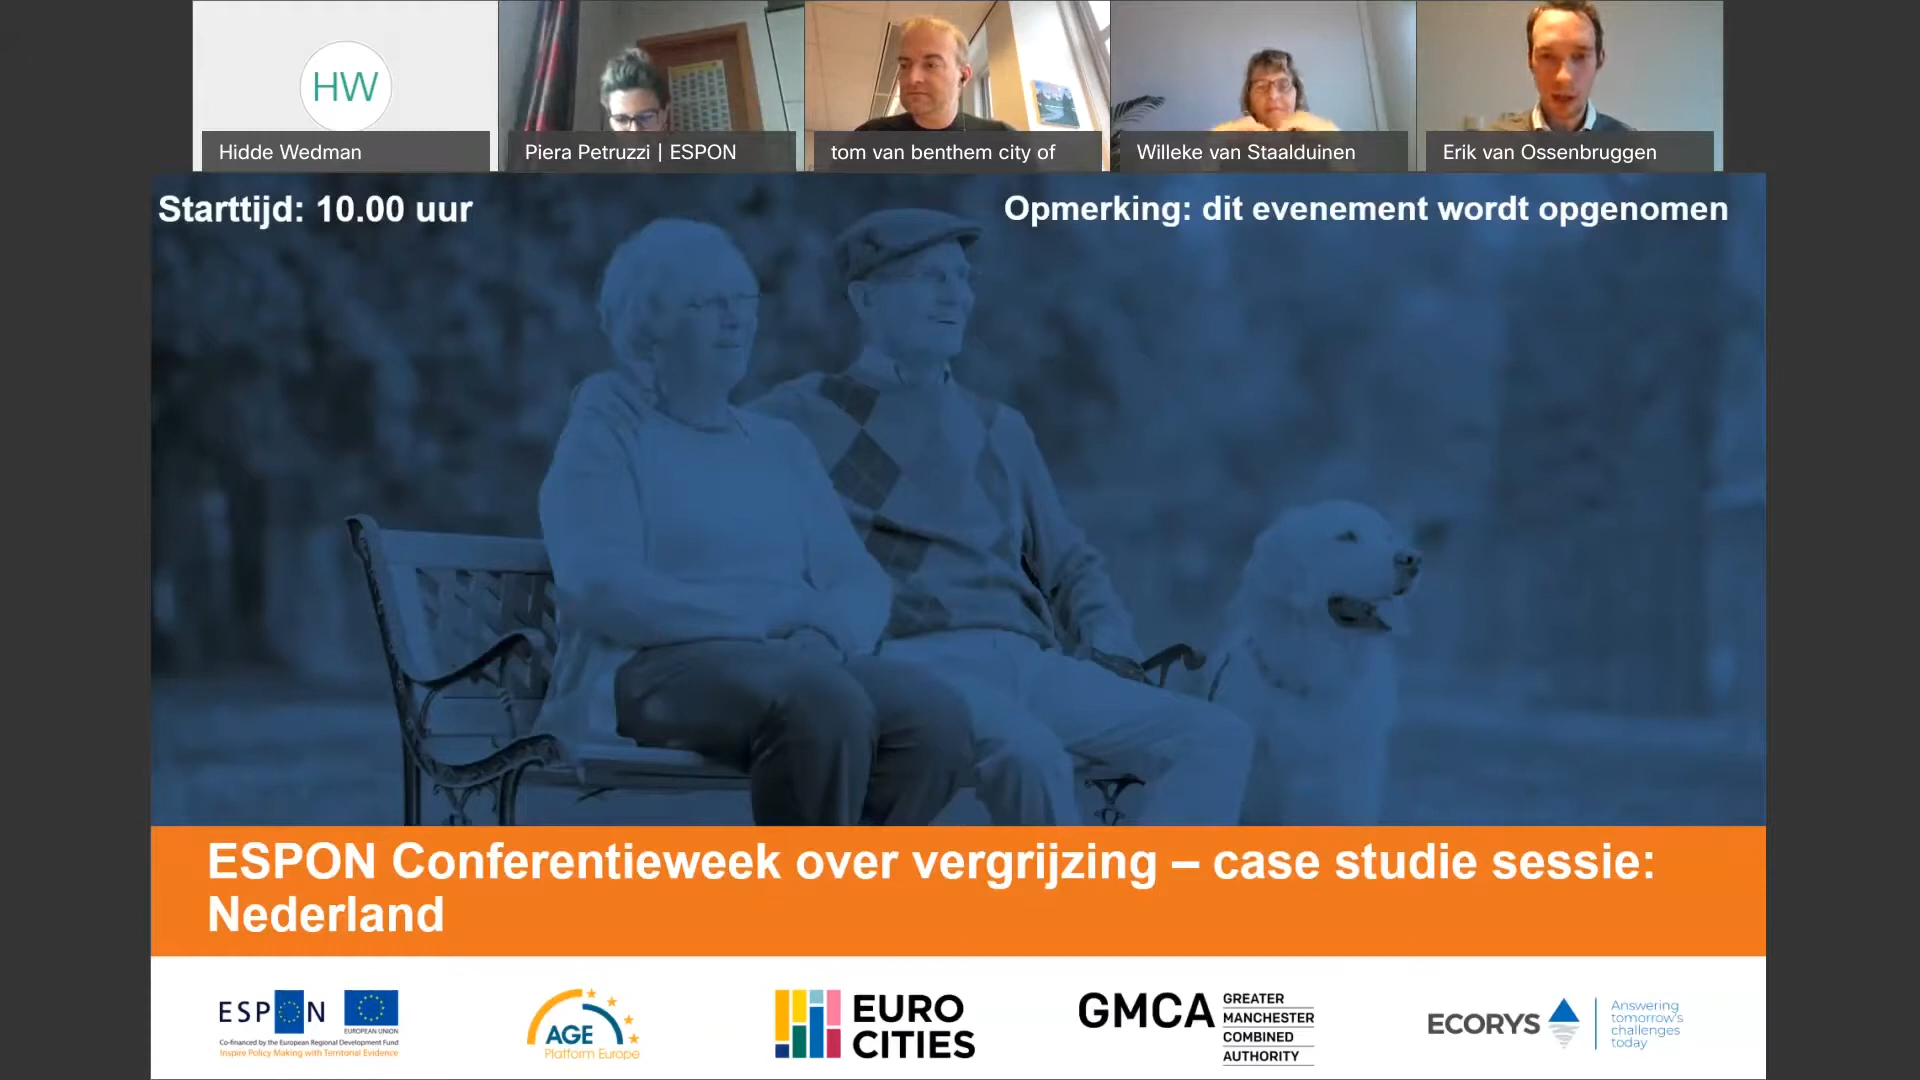 HW
Hidde Wedman
Piera Petruzzi | ESPON
tom van benthem city of
Willeke van Staalduinen
Erik van Ossenbruggen
Starttijd: 10.00 uur
Opmerking: dit evenement wordt opgenomen
ESPON Conferentieweek over vergrijzing – case studie sessie:
Nederland
ESPON
EUROPEAN UNION
Co-financed by the European Regional Development Fund
Inspire Policy Making with Territorial Evidence
AGE
Platform Europe
EURO
CITIES
GMCA
GREATER
MANCHESTER
COMBINED
AUTHORITY
ECORYS
Answering
tomorrow's
challenges
today